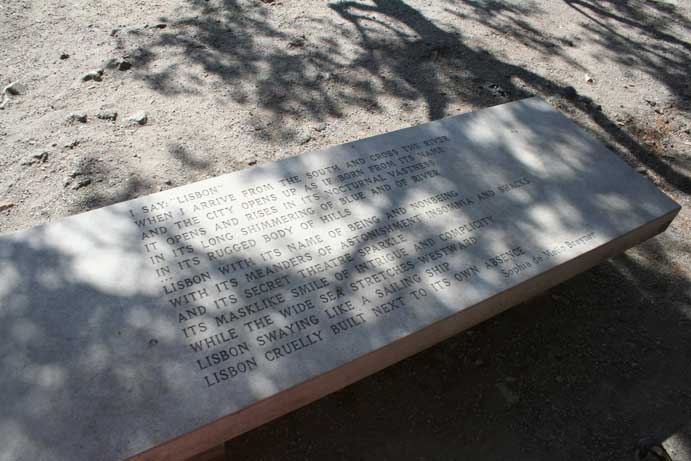 I SAY: "LISBON"
WHEN I ARRIVE FROM THE SOUTH AND CROSS THE RIVER
AND THE CITY OPENS UP AS IF BORN FROM ITS NAME
IT OPENS AND RISES IN ITS NOCTURNAL VASTNESS
IN ITS LONG SHIMMERING OF BLUE AND OF RIVER
IN ITS RUGGED BODY OF HILLS
LISBON WITH ITS NAME OF BEING AND NONBEING
WITH ITS MEANDERS OF ASTONISHMENT INSOMNIA AND SHACKS
AND ITS SECRET THEATRE SPARKLE
ITS MASKLIKE SMILE OF INTRIGUE AND COMPLICITY
WHILE THE WIDE SEA STRETCHES WESTWARD
LISBON SWAYING LIKE A SAILING SHIP
LISBON CRUELLY BUILT NEXT TO ITS OWN ABSENCE
Sophia de Mello Breyner